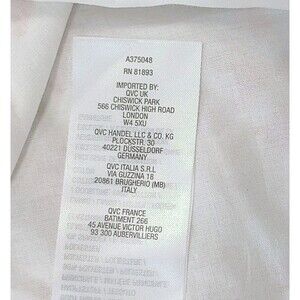 A375048
RN 81893
IMPORTED BY:
QVC UK
CHISWICK PARK
566 CHISWICK HIGH ROAD
LONDON
W4 5XU
QVC HANDEL LLC & CO. KG
PLOCKSTR. 30
40221 DUSSELDORF
GERMANY
QVC ITALIA S.R.L
VIA GUZZINA 18
20861 BRUGHERIO (MB)
ITALY
QVC FRANCE
BATIMENT 266
45 AVENUE VICTOR HUGO
93 300 AUBERVILLIERS